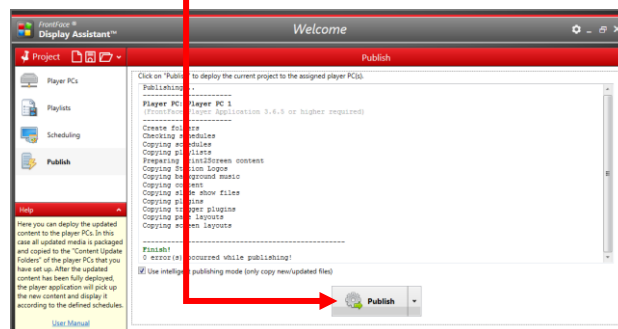 FrontFace ®
Display Assistant™
Welcome
Project
Publish
Player PCs
Playlists
Scheduling
Publish
Click on "Publish" to deploy the current project to the assigned player PC(s).
Publishing...
---------------------
Player PC: Player PC 1
(FrontFace Player Application 3.6.5 or higher required)
---------------------
Create folders
Checking schedules
Copying schedules
Copying playlists
Preparing Print2Screen content
Copying Station Logos
Copying background music
Copying content
Copying slide show files
Copying plugins
Copying trigger plugins
Copying page layouts
Copying screen layouts
------------------------------------------------
Finish!
0 error(s) occurred while publishing!
Use intelligent publishing mode (only copy new/updated files)
Publish
Help
Here you can deploy the updated
content to the player PCs. In this
case all updated media is packaged
and copied to the "Content Update
Folders" of the player PCs that you
have set up. After the updated
content has been fully deployed,
the player application will pick up
the new content and display it
according to the defined schedules.
User Manual